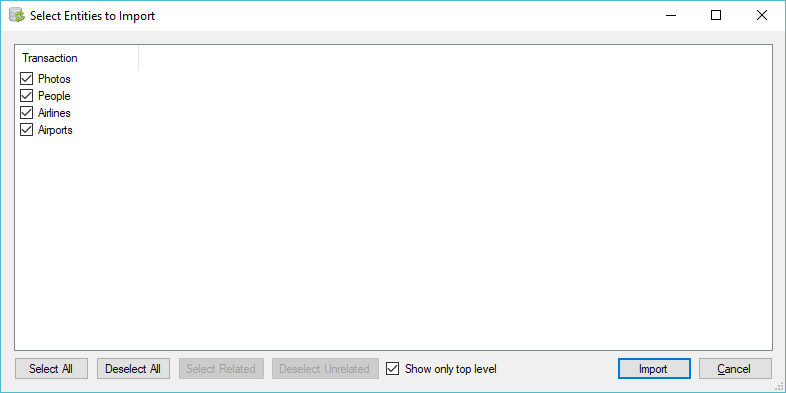 Select Entities to Import
Transaction
Photos
People
Airlines
Airports
Select All Deselect All Select Related Deselect Unrelated Show only top level Import Cancel